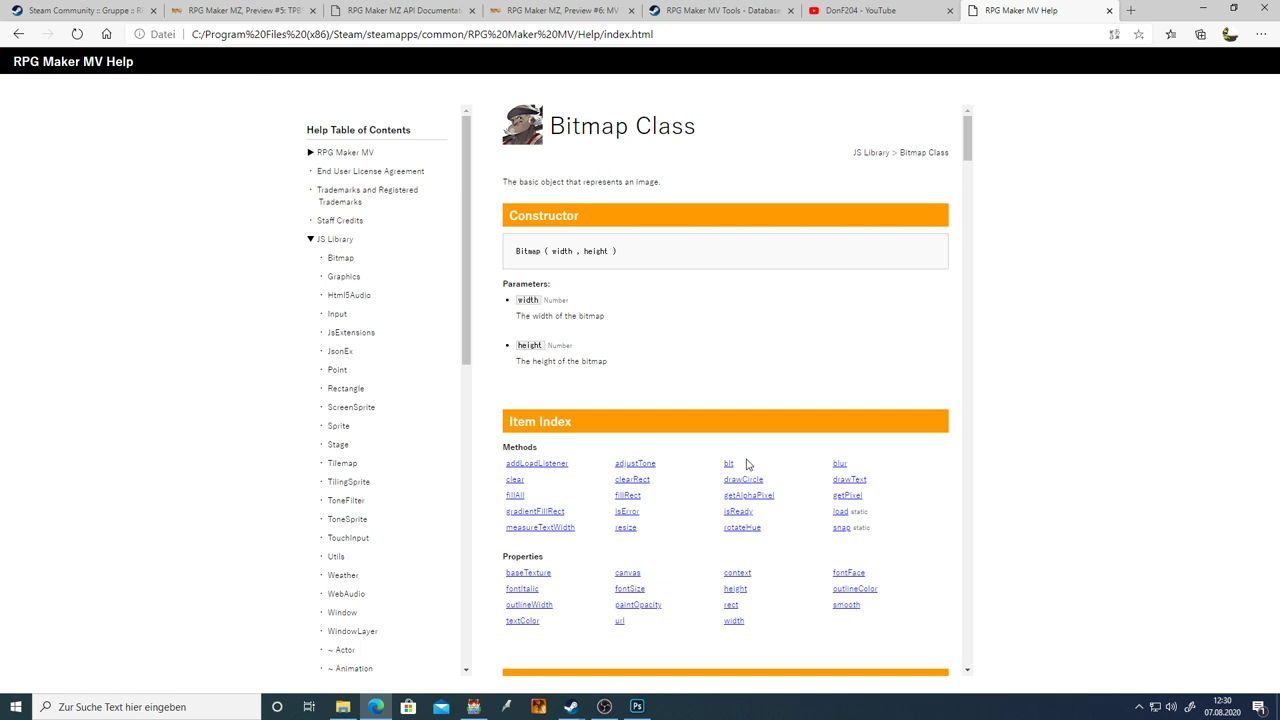 Steam Community :: Gruppe :: R
RPG Maker MZ, Preview #5: TPBS
RPG Maker MZ API Documentat
RPG Maker MZ, Preview #6: MV
RPG Maker MV Tools - Database
DonF204 - YouTube
RPG Maker MV Help
Datei C:/Program%20Files%20(x86)/Steam/steamapps/common/RPG%20Maker%20MV/Help/index.html
RPG Maker MV Help
Help Table of Contents
▶ RPG Maker MV
· End User License Agreement
· Trademarks and Registered
Trademarks
· Staff Credits
▼ JS Library
· Bitmap
· Graphics
· Html5Audio
· Input
· JsExtensions
· JsonEx
· Point
· Rectangle
· ScreenSprite
· Sprite
· Stage
· Tilemap
· TilingSprite
· ToneFilter
· ToneSprite
· TouchInput
· Utils
· Weather
· WebAudio
· Window
· WindowLayer
· ~ Actor
· ~ Animation
Bitmap Class
JS Library > Bitmap Class
The basic object that represents an image.
Constructor
Bitmap ( width , height )
Parameters:
• width Number
The width of the bitmap
• height Number
The height of the bitmap
Item Index
Methods
addLoadListener adjustTone blt blur
clear clearRect drawCircle drawText
fillAll fillRect getAlphaPixel getPixel
gradientFillRect isError isReady load static
measureTextWidth resize rotateHue snap static
Properties
baseTexture canvas context fontFace
fontItalic fontSize height outlineColor
outlineWidth paintOpacity rect smooth
textColor url width
Zur Suche Text hier eingeben
12:30
07.08.2020